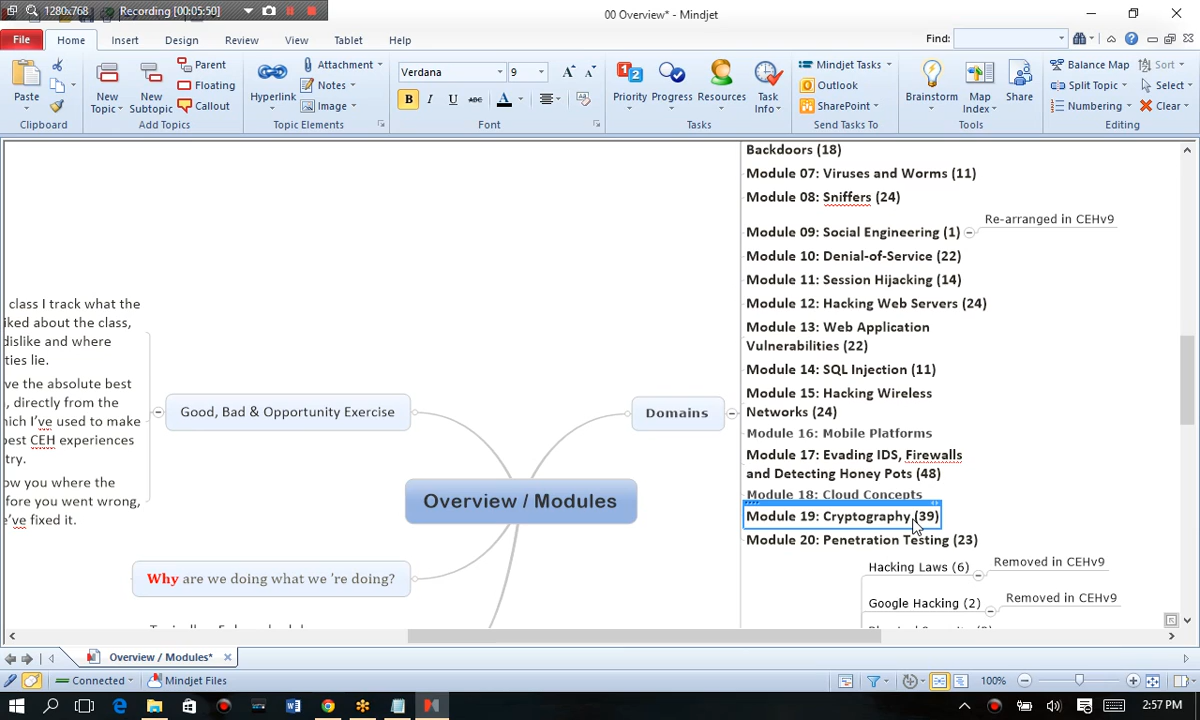 1280x768
Recording [00:05:50]
00 Overview* - Mindjet
File
Home
Insert
Design
Review
View
Tablet
Help
Find:
Paste
Clipboard
New
Topic
New
Subtopic
Parent
Floating
Callout
Add Topics
Hyperlink
Attachment
Notes
Image
Topic Elements
Verdana
9
B
I
U
ABC
A
Font
Priority
Progress
Resources
Task
Info
Tasks
Mindjet Tasks
Outlook
SharePoint
Send Tasks To
Brainstorm
Map
Index
Share
Tools
Balance Map
Split Topic
Numbering
Sort
Select
Clear
Editing
Backdoors (18)
Module 07: Viruses and Worms (11)
Module 08: Sniffers (24)
Re-arranged in CEHv9
Module 09: Social Engineering (1)
Module 10: Denial-of-Service (22)
Module 11: Session Hijacking (14)
Module 12: Hacking Web Servers (24)
Module 13: Web Application
Vulnerabilities (22)
Module 14: SQL Injection (11)
Module 15: Hacking Wireless
Networks (24)
Module 16: Mobile Platforms
Module 17: Evading IDS, Firewalls
and Detecting Honey Pots (48)
Module 18: Cloud Concepts
Module 19: Cryptography (39)
Module 20: Penetration Testing (23)
Hacking Laws (6)
Removed in CEHv9
Google Hacking (2)
Removed in CEHv9
Domains
class I track what the
iked about the class,
dislike and where
ties lie.
ve the absolute best
, directly from the
hich I've used to make
best CEH experiences
try.
ow you where the
efore you went wrong,
e've fixed it.
Good, Bad & Opportunity Exercise
Overview / Modules
Why are we doing what we 're doing?
Overview / Modules*
Connected
Mindjet Files
100%
2:57 PM